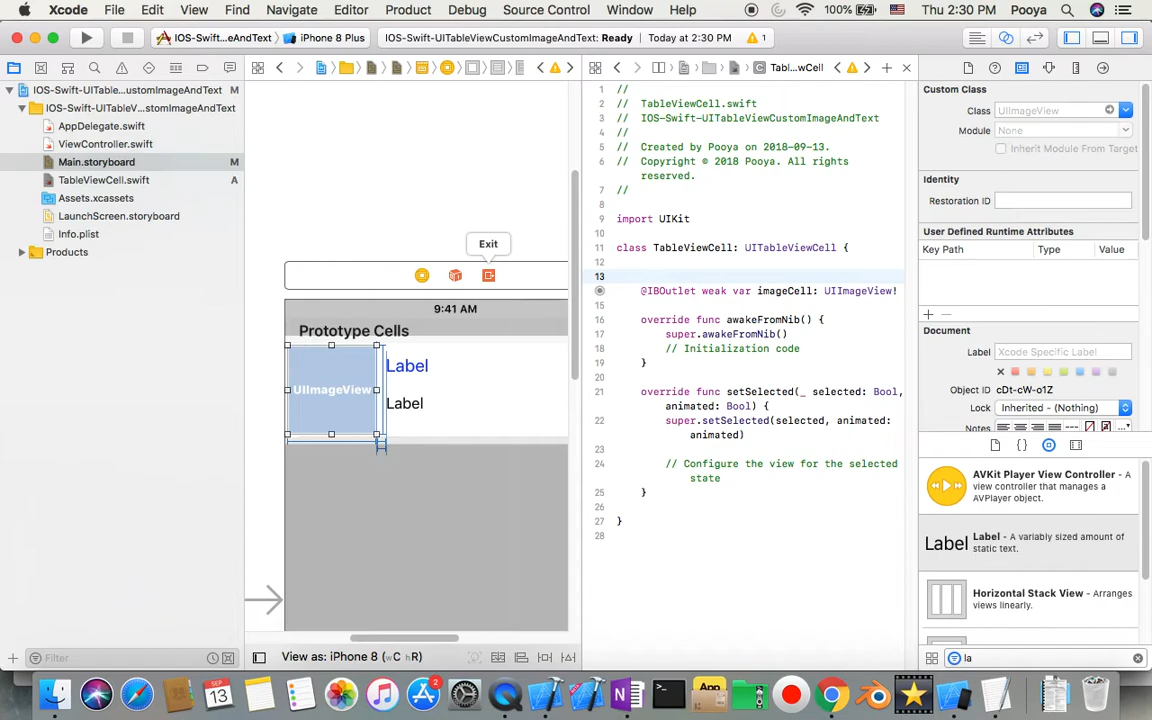 Xcode File Edit View Find Navigate Editor Product Debug Source Control Window Help 100% Thu 2:30 PM Pooya
IOS-Swift...eAndText iPhone 8 Plus IOS-Swift-UITableViewCustomImageAndText: Ready Today at 2:30 PM 1
Tabl...wCell
IOS-Swift-UITable...ustomImageAndText
IOS-Swift-UITableV...stomImageAndText
AppDelegate.swift
ViewController.swift
Main.storyboard M
TableViewCell.swift A
Assets.xcassets
LaunchScreen.storyboard
Info.plist
Products
Filter
Exit
9:41 AM
Prototype Cells
UIImageView
Label
Label
View as: iPhone 8 (wC hR)
1 //
2 // TableViewCell.swift
3 // IOS-Swift-UITableViewCustomImageAndText
4 //
5 // Created by Pooya on 2018-09-13.
6 // Copyright © 2018 Pooya. All rights
reserved.
7 //
8
9 import UIKit
10
11 class TableViewCell: UITableViewCell {
12
13
@IBOutlet weak var imageCell: UIImageView!
15
16 override func awakeFromNib() {
17 super.awakeFromNib()
18 // Initialization code
19 }
20
21 override func setSelected(_ selected: Bool,
animated: Bool) {
22 super.setSelected(selected, animated:
animated)
23
24 // Configure the view for the selected
state
25 }
26
27 }
28
Custom Class
Class UIImageView
Module None
Inherit Module From Target
Identity
Restoration ID
User Defined Runtime Attributes
Key Path Type Value
Document
Label Xcode Specific Label
Object ID cDt-cW-o1Z
Lock Inherited - (Nothing)
Notes
AVKit Player View Controller - A
view controller that manages a
AVPlayer object.
Label Label - A variably sized amount of
static text.
Horizontal Stack View - Arranges
views linearly.
la
SEP
13
2
App